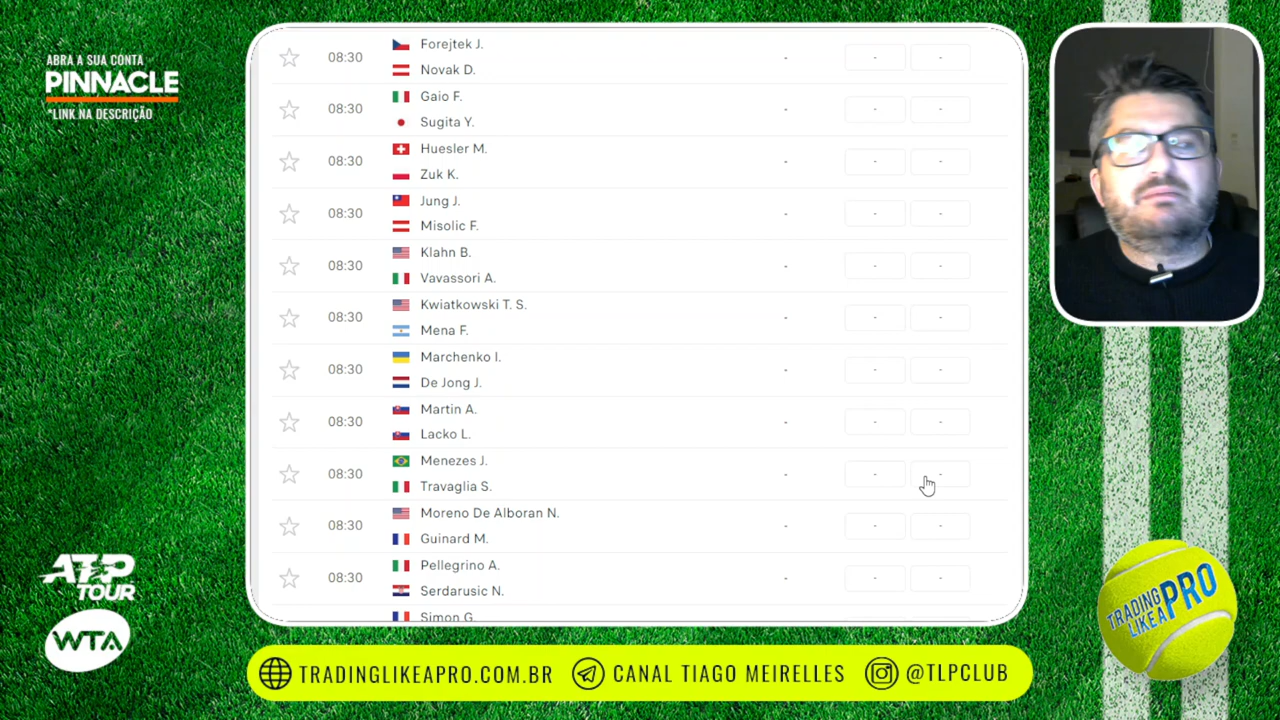 ABRA A SUA CONTA
PINNACLE
*LINK NA DESCRIÇÃO
08:30
Forejtek J.
Novak D.
-
-
-
08:30
Gaio F.
Sugita Y.
-
-
-
08:30
Huesler M.
Zuk K.
-
-
-
08:30
Jung J.
Misolic F.
-
-
-
08:30
Klahn B.
Vavassori A.
-
-
-
08:30
Kwiatkowski T. S.
Mena F.
-
-
-
08:30
Marchenko I.
De Jong J.
-
-
-
08:30
Martin A.
Lacko L.
-
-
-
08:30
Menezes J.
Travaglia S.
-
-
-
08:30
Moreno De Alboran N.
Guinard M.
-
-
-
08:30
Pellegrino A.
Serdarusic N.
-
-
-
Simon G.
ATP
TOUR
WTA
TRADING
LIKE A
PRO
TRADINGLIKEAPRO.COM.BR
CANAL TIAGO MEIRELLES
@TLPCLUB